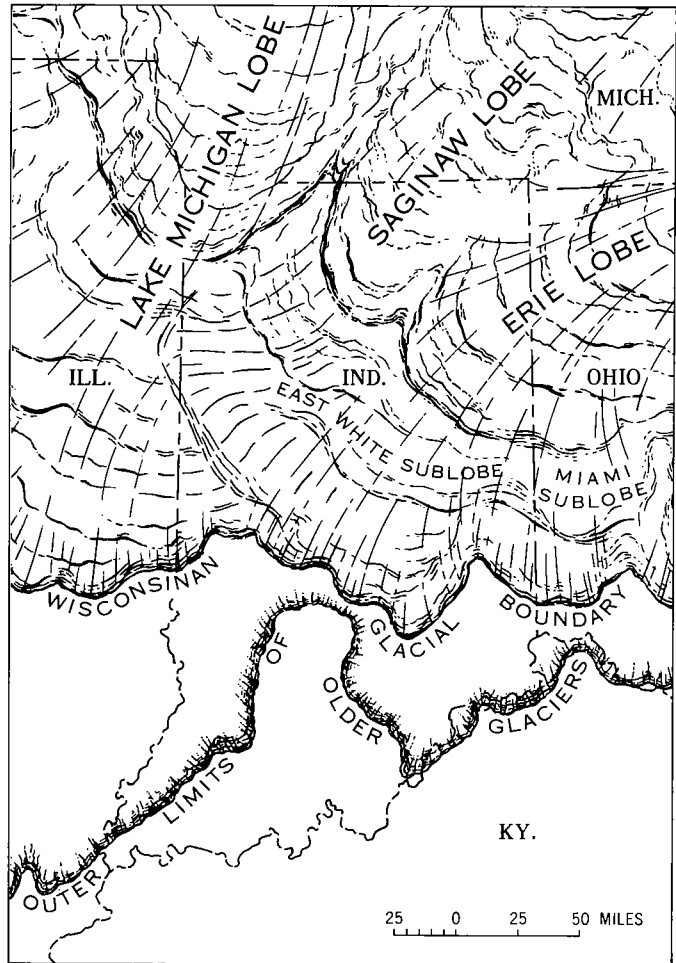 LAKE MICHIGAN LOBE
SAGINAW LOBE
MICH.
ERIE LOBE
ILL.
IND.
OHIO
EAST WHITE SUBLOBE
MIAMI
SUBLOBE
WISCONSINAN GLACIAL BOUNDARY
OUTER LIMITS OF OLDER GLACIERS
KY.
25 0 25 50 MILES